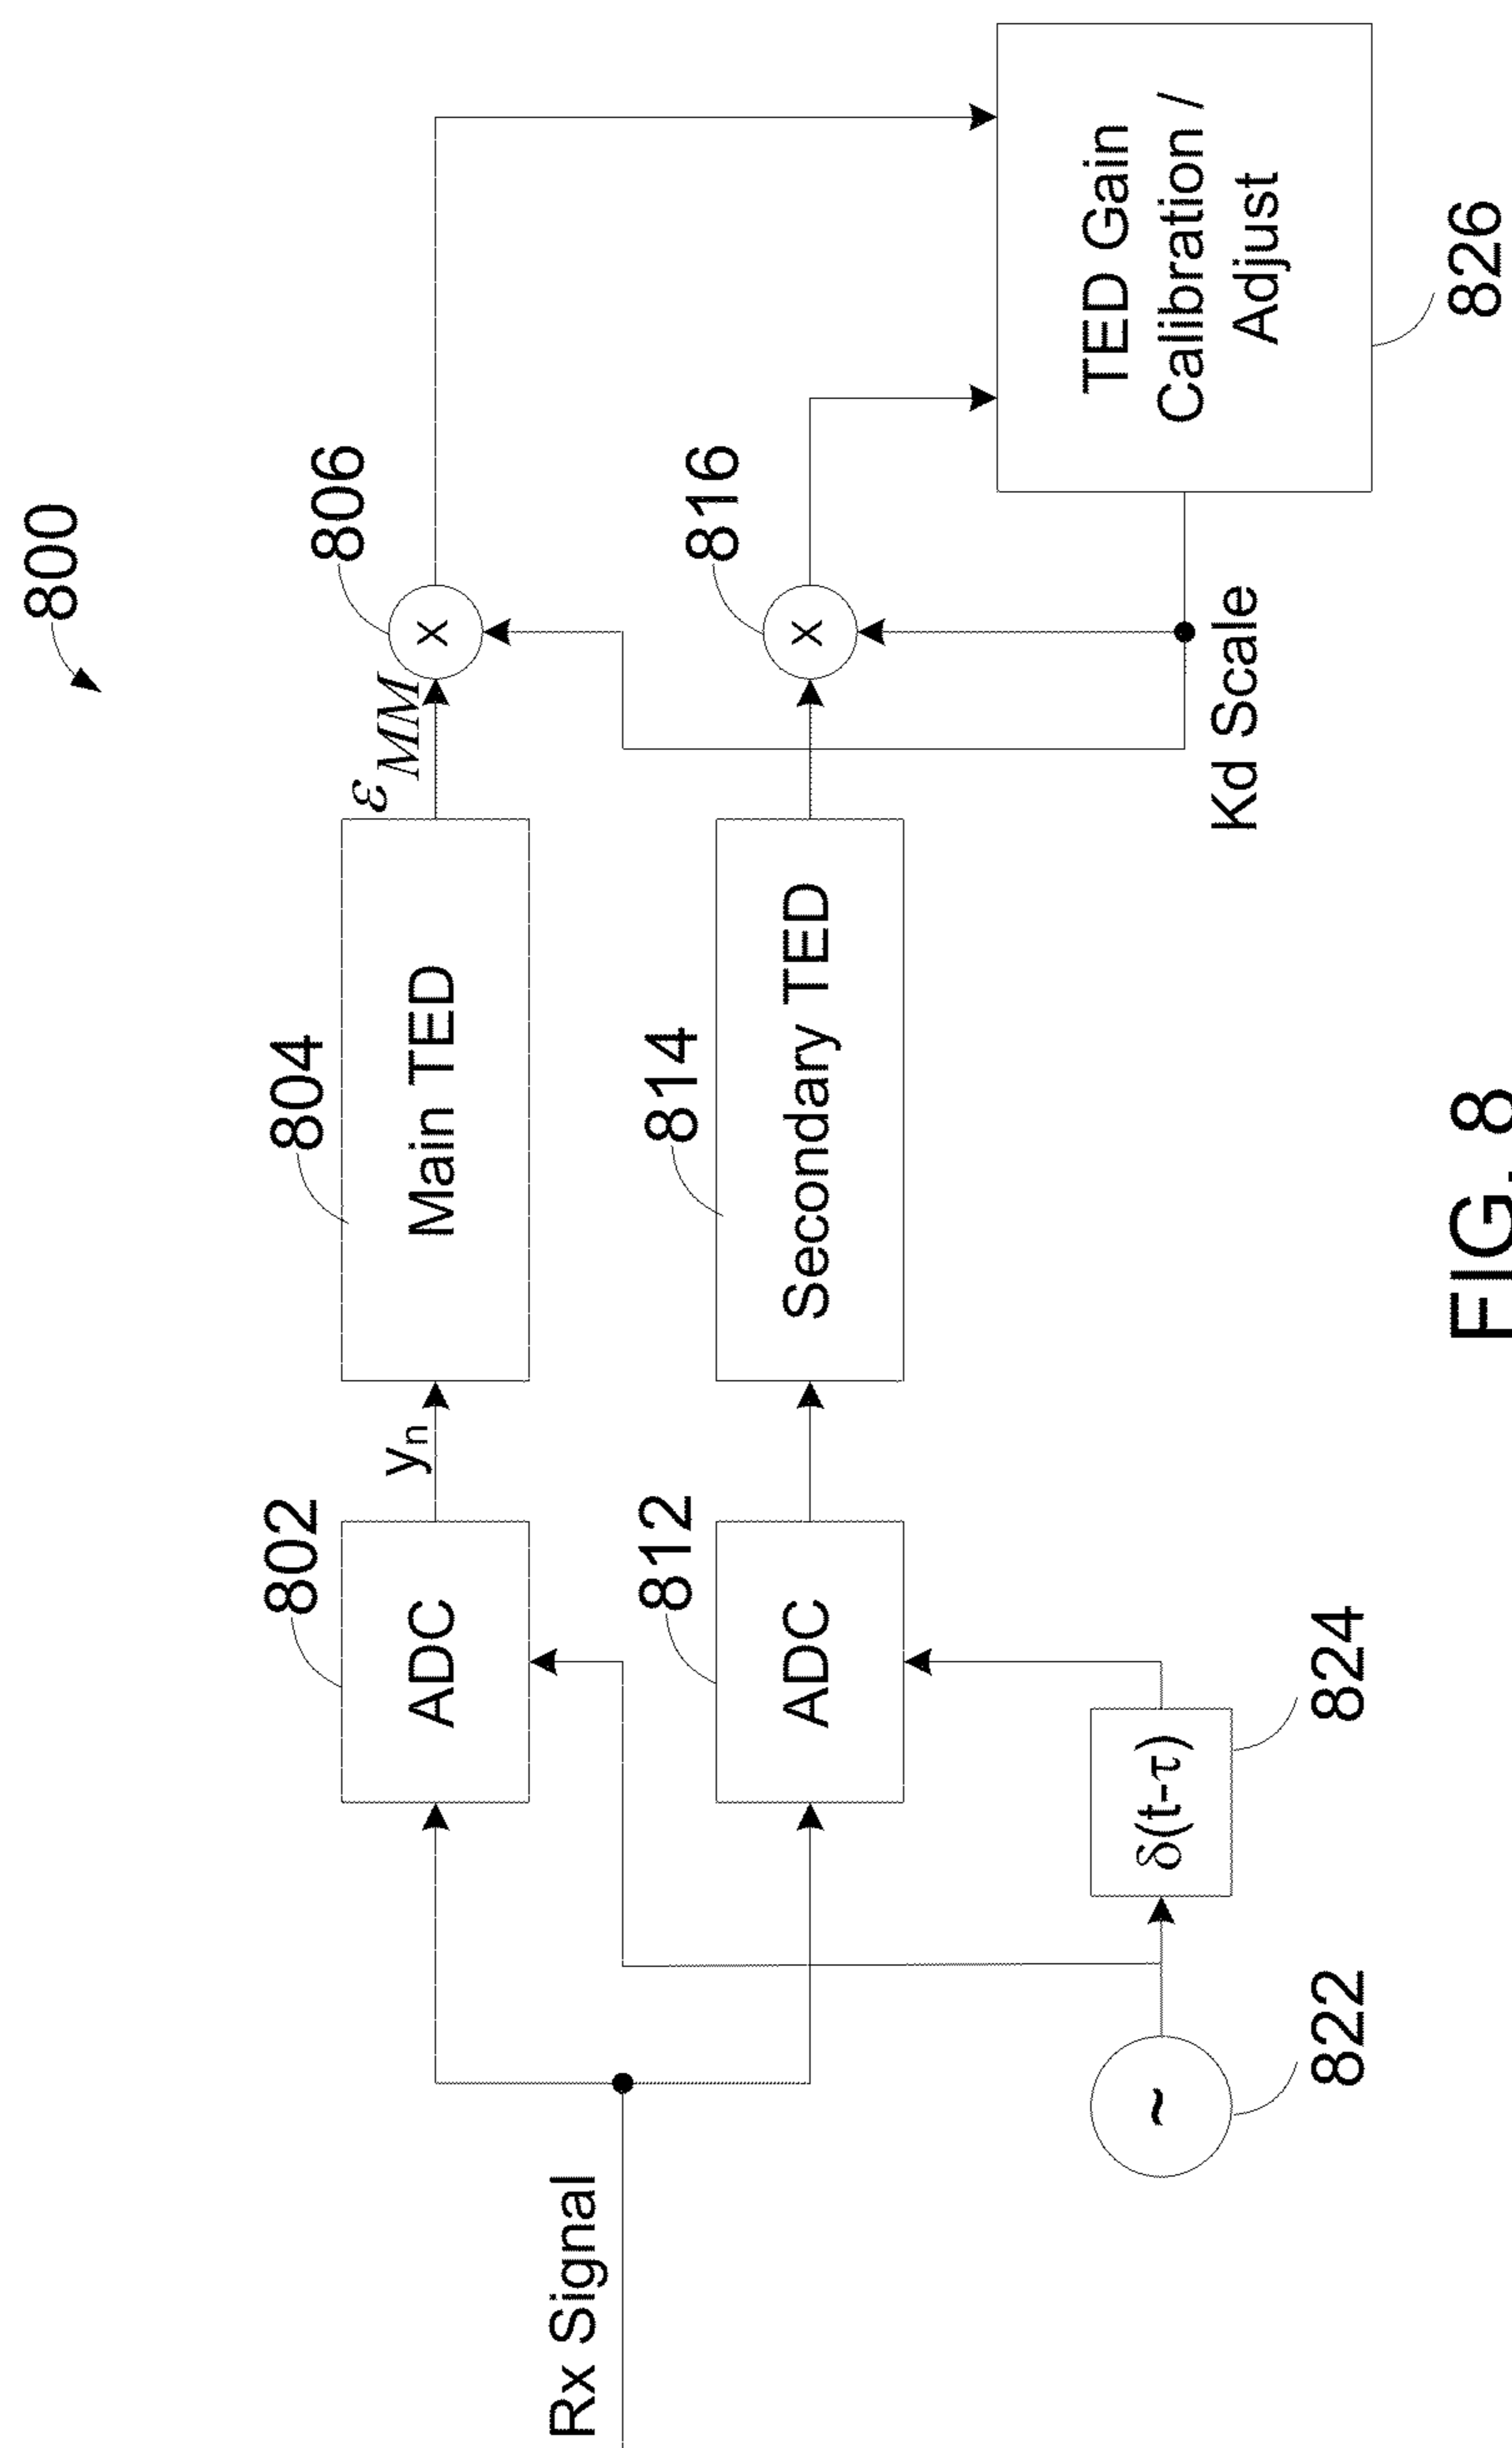 800
806
ε MM
804
Main TED
802
yn
ADC
816
814
Secondary TED
812
ADC
Rx Signal
x
x
TED Gain
Calibration /
Adjust
826
Kd Scale
δ(t-τ)
824
~
822
FIG. 8